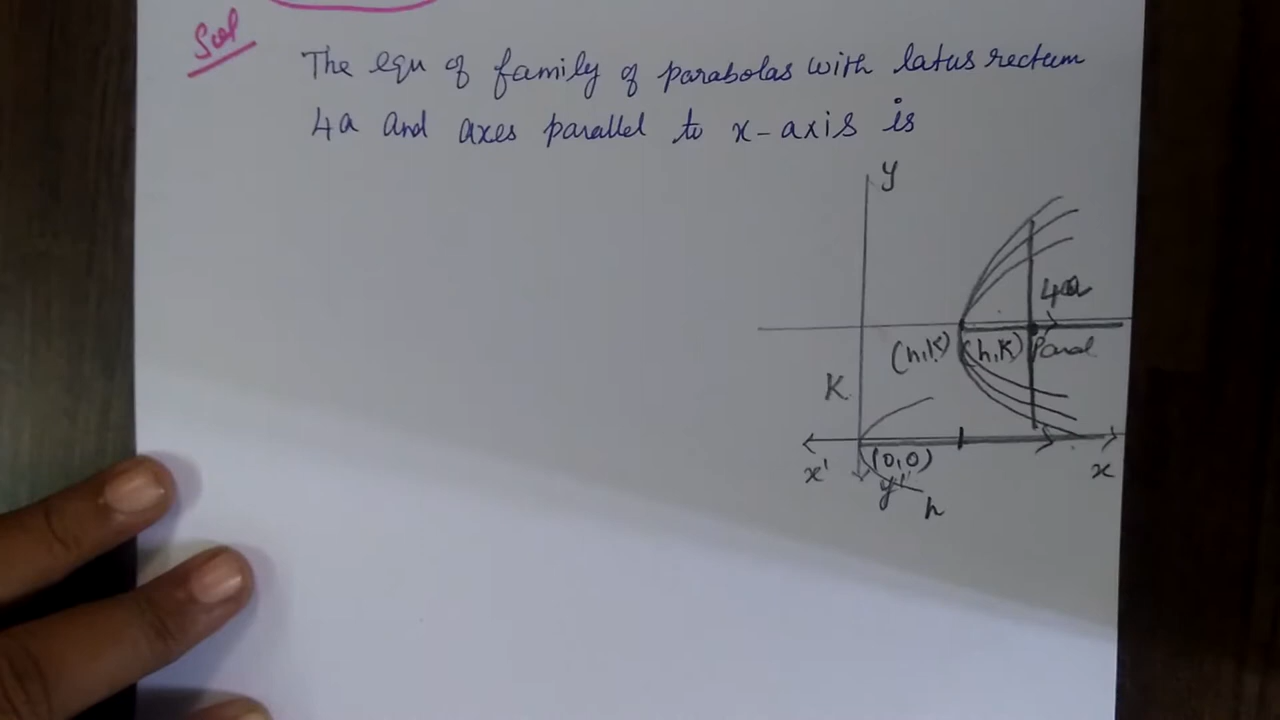 Sol
The equ of family of parabolas with latus rectum
4a and axes parallel to x-axis is
y
4a
(h,k) (h,K) Paral
K
(0,0)
x' x
y'
h